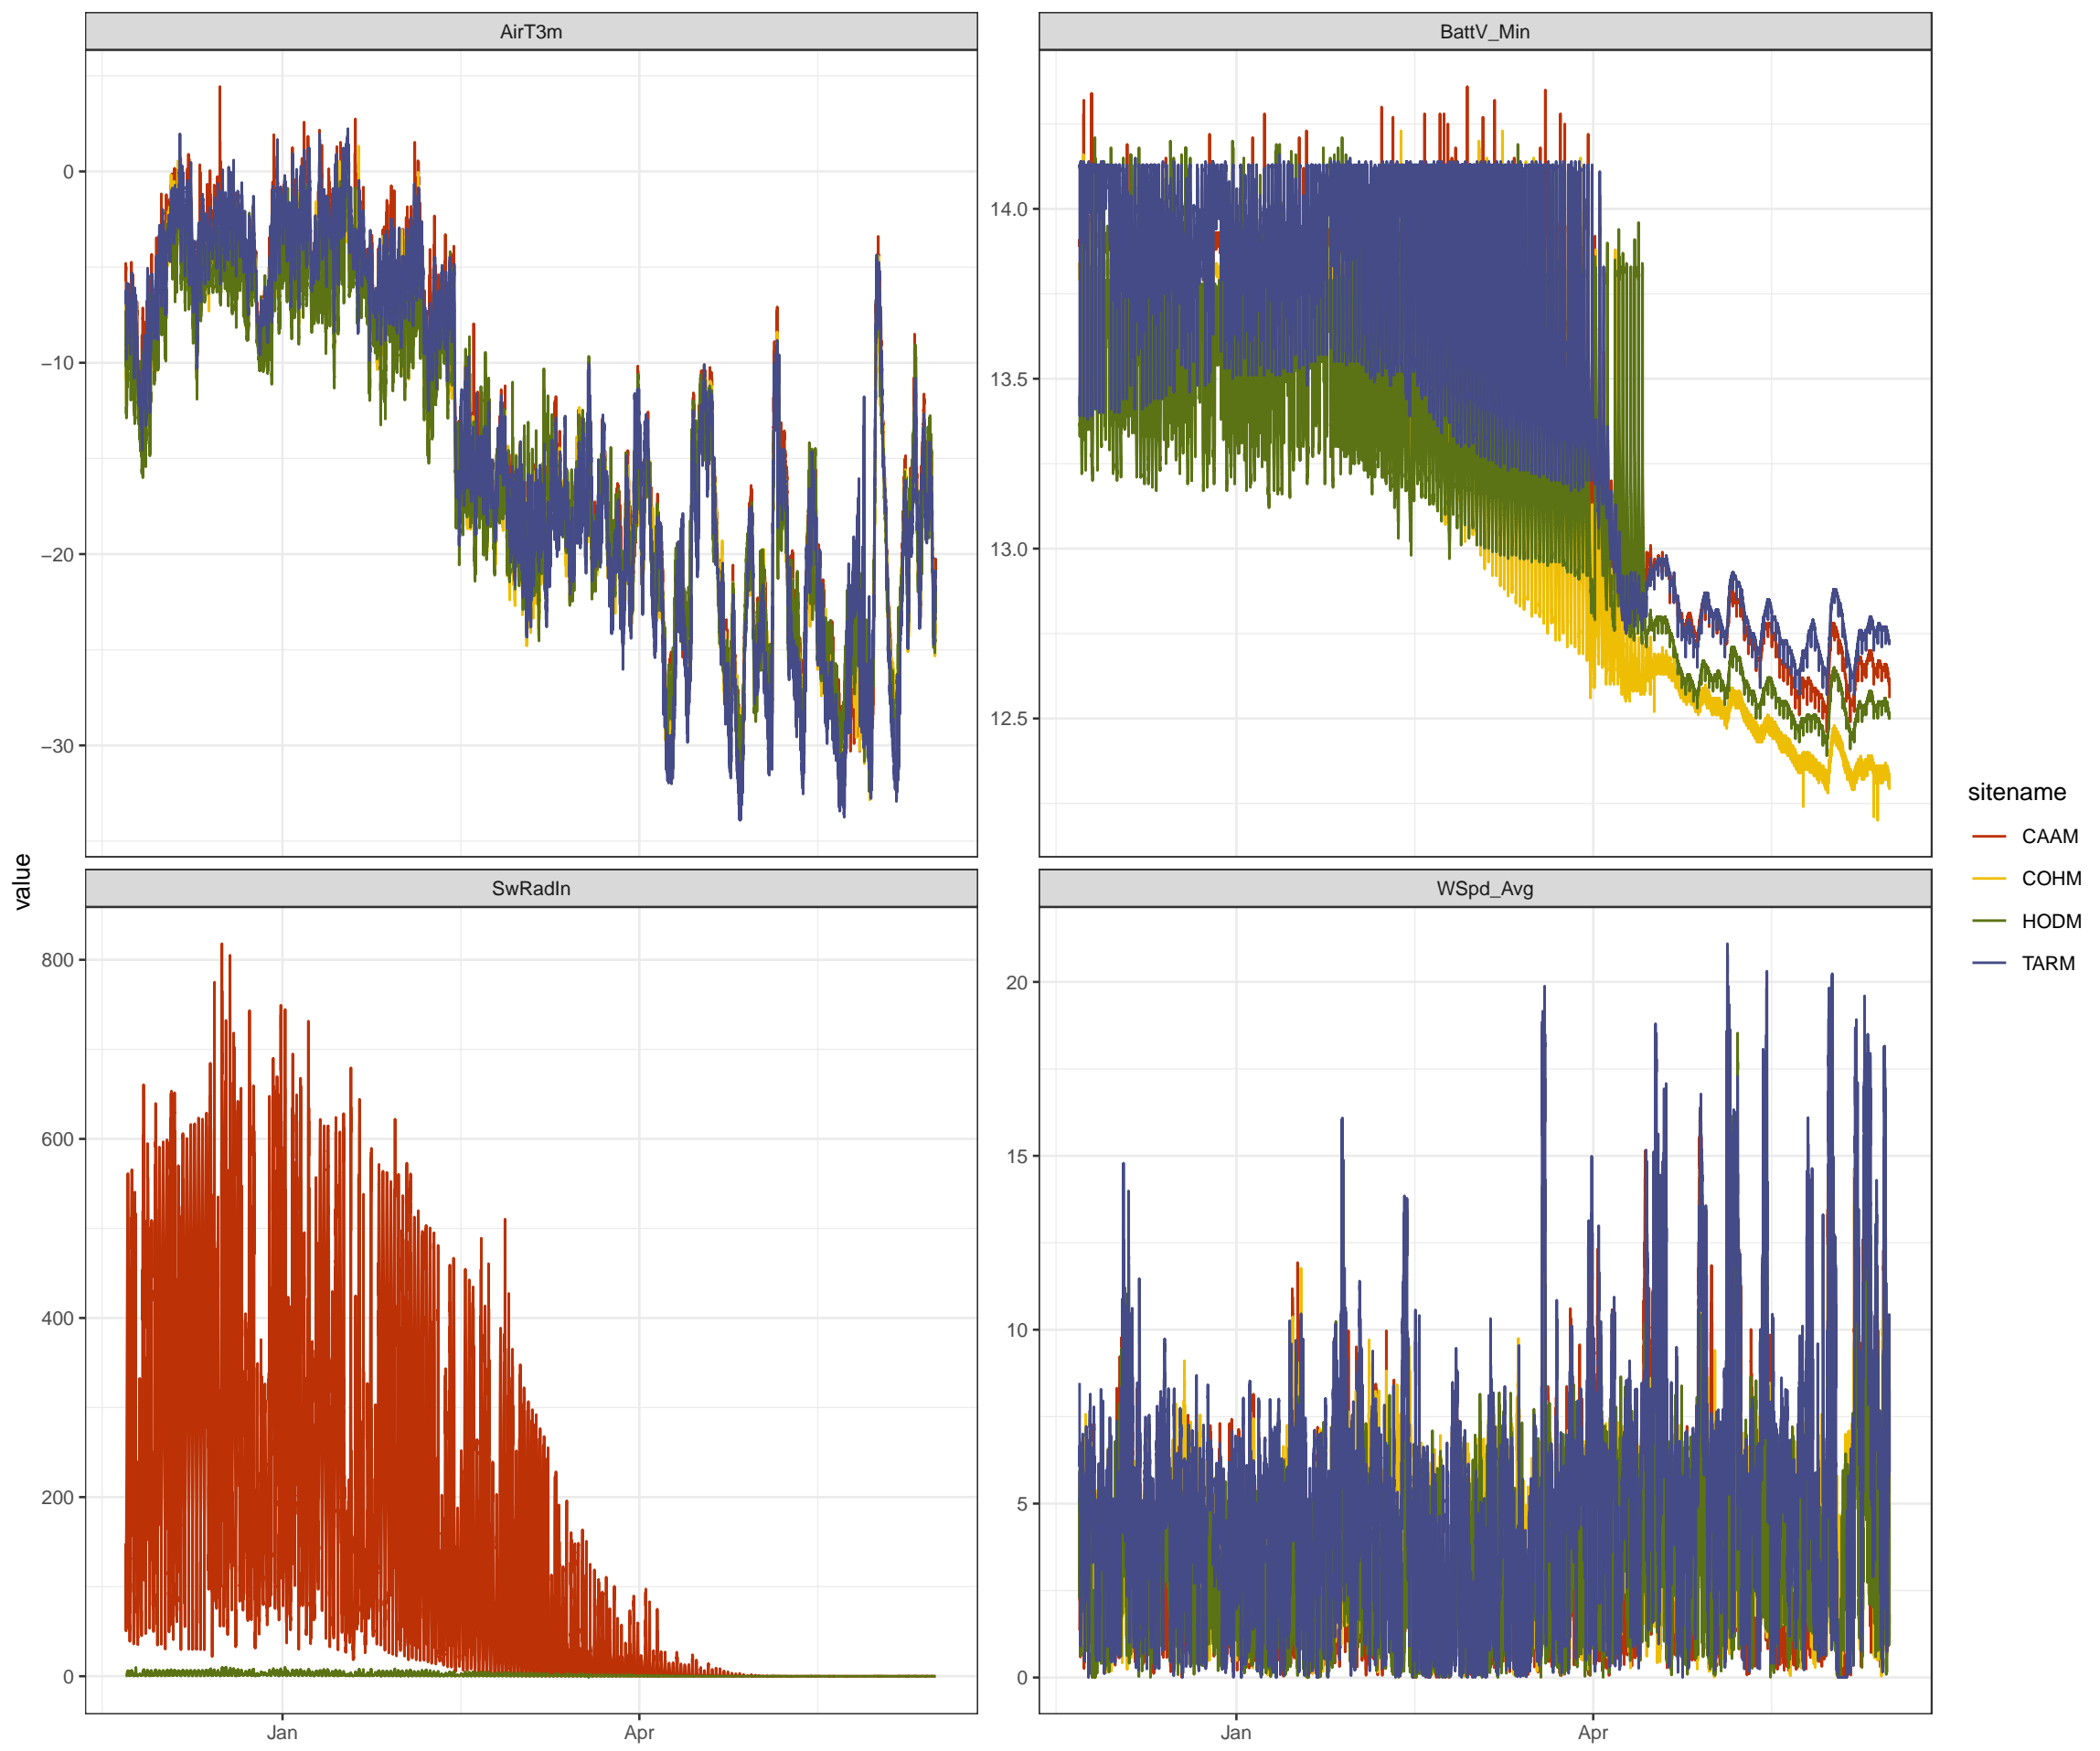 AirT3m
BattV_Min
0
−10
−20
−30
14.0
13.5
13.0
12.5
value
SwRadIn
WSpd_Avg
800
600
400
200
0
20
15
10
5
0
Jan
Apr
Jan
Apr
sitename
CAAM
COHM
HODM
TARM